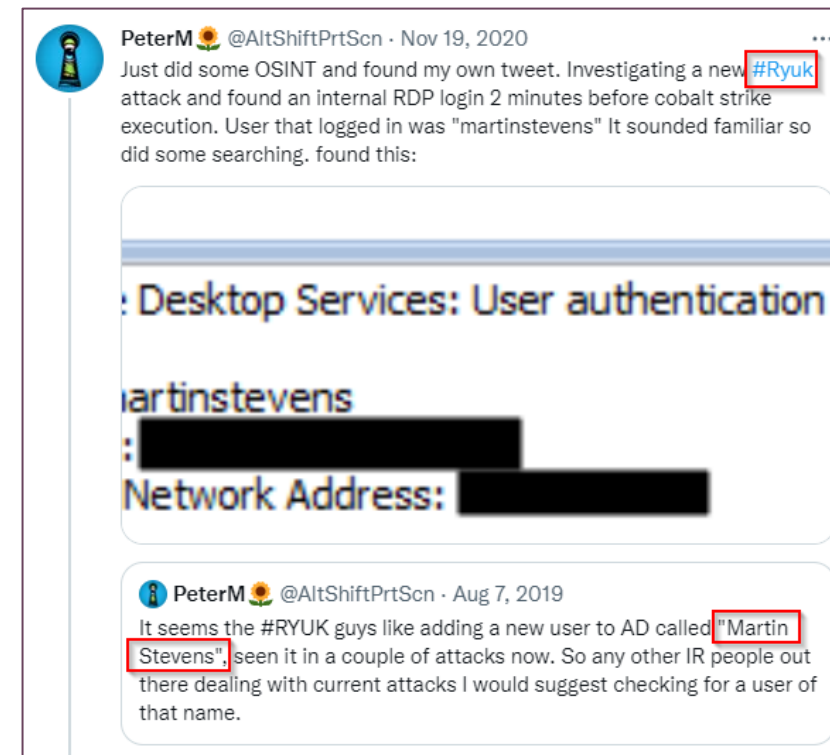 PeterM🌻 @AltShiftPrtScn · Nov 19, 2020
Just did some OSINT and found my own tweet. Investigating a new #Ryuk
attack and found an internal RDP login 2 minutes before cobalt strike
execution. User that logged in was "martinstevens" It sounded familiar so
did some searching. found this:
: Desktop Services: User authentication
artinstevens
:
Network Address:
PeterM🌻 @AltShiftPrtScn · Aug 7, 2019
It seems the #RYUK guys like adding a new user to AD called "Martin
Stevens", seen it in a couple of attacks now. So any other IR people out
there dealing with current attacks I would suggest checking for a user of
that name.